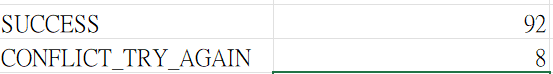 SUCCESS 92
CONFLICT_TRY_AGAIN 8